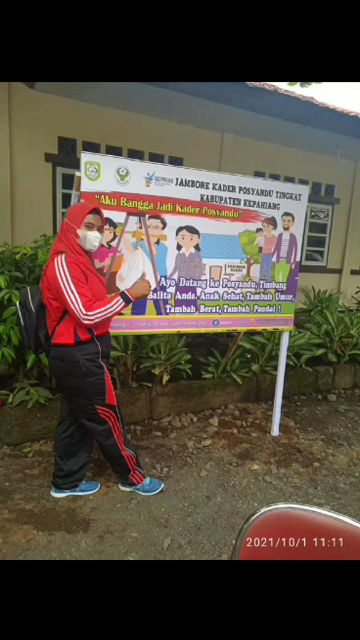 GERMAS
JAMBORE KADER POSYANDU TINGKAT
KABUPATEN KEPAHIANG
"Aku Bangga Jadi Kader Posyandu"
Ayo Datang ke Posyandu, Timbang
Balita Anda, Anak Sehat, Tambah Umur,
Tambah Berat, Tambah Pandai !
2021/10/1 11:11